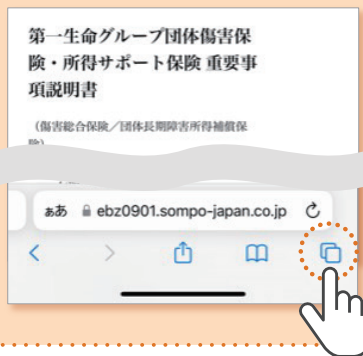 第一生命グループ団体傷害保
険・所得サポート保険 重要事
項説明書
（傷害総合保険／団体長期障害所得補償保
険）
ぁあ ebz0901.sompo-japan.co.jp